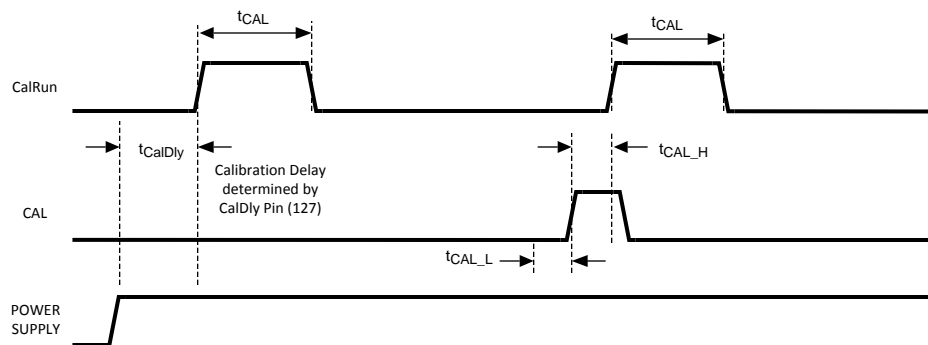 tCAL
tCAL
CalRun
tCalDly
Calibration Delay
determined by
CalDly Pin (127)
tCAL_H
CAL
tCAL_L
POWER
SUPPLY